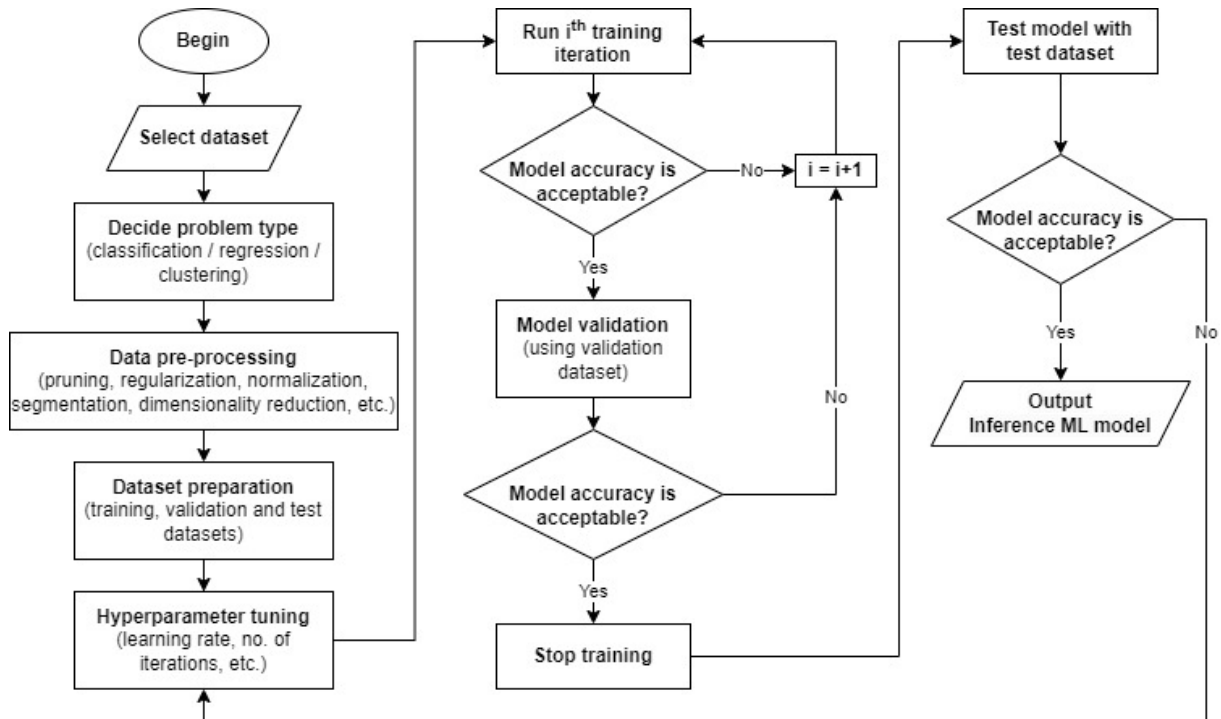 Begin
Select dataset
Decide problem type
(classification / regression /
clustering)
Data pre-processing
(pruning, regularization, normalization,
segmentation, dimensionality reduction, etc.)
Dataset preparation
(training, validation and test
datasets)
Hyperparameter tuning
(learning rate, no. of
iterations, etc.)
Run iᵗʰ training
iteration
Model accuracy is
acceptable?
No
i = i+1
Yes
Model validation
(using validation
dataset)
No
Model accuracy is
acceptable?
Yes
Stop training
Test model with
test dataset
Model accuracy is
acceptable?
Yes
No
Output
Inference ML model